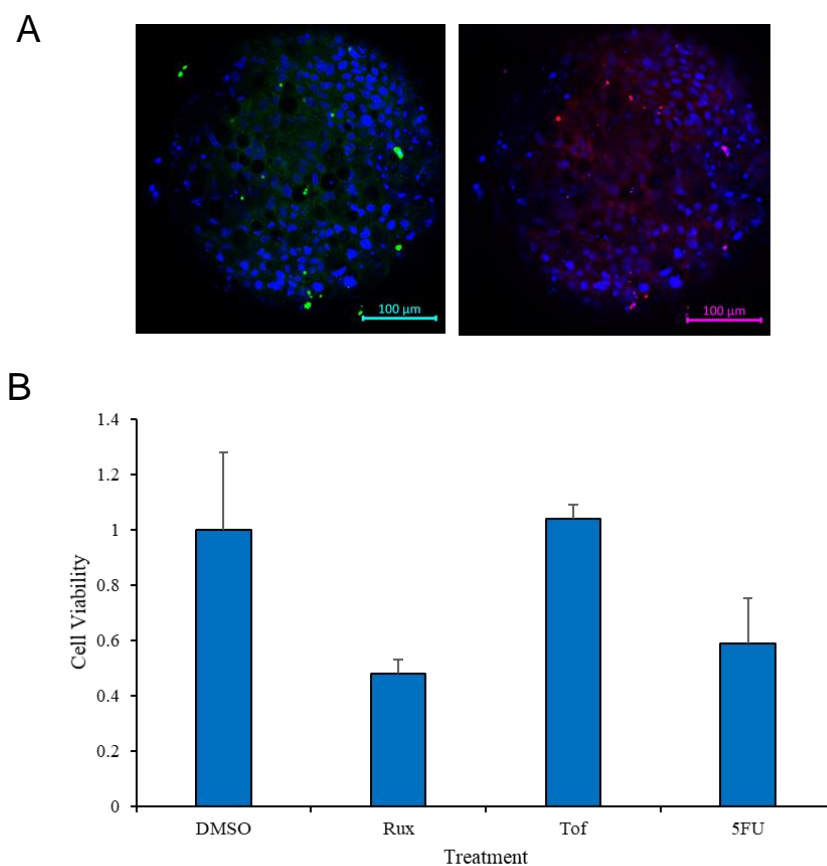 A
100 µm
100 µm
B
1.4
1.2
1
0.8
0.6
0.4
0.2
0
Cell Viability
DMSO Rux Tof 5FU
Treatment